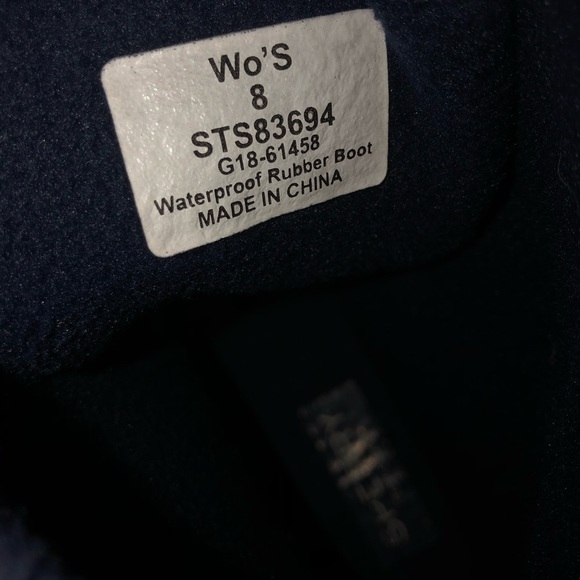 Wo'S
8
STS83694
G18-61458
Waterproof Rubber Boot
MADE IN CHINA